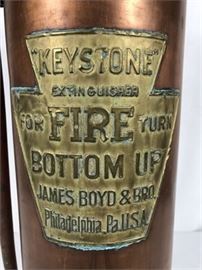 "KEYSTONE"
EXTINGUISHER
FOR FIRE TURN
BOTTOM UP
JAMES BOYD & BRO.
Philadelphia, Pa. U.S.A.